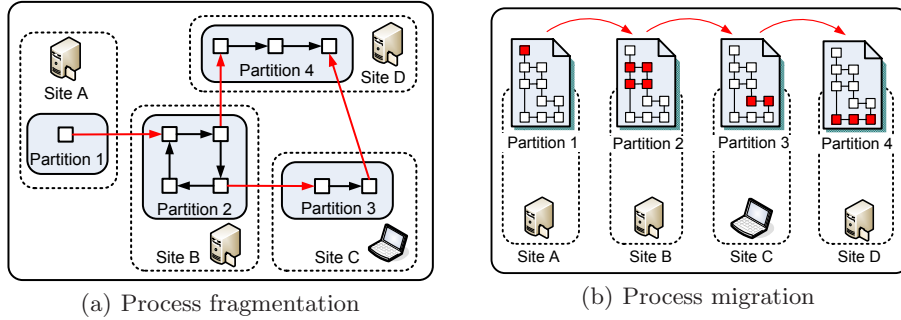 Site A
Partition 1
Partition 4
Site D
Partition 2
Site B
Partition 3
Site C
(a) Process fragmentation
Partition 1
Partition 2
Partition 3
Partition 4
Site A
Site B
Site C
Site D
(b) Process migration